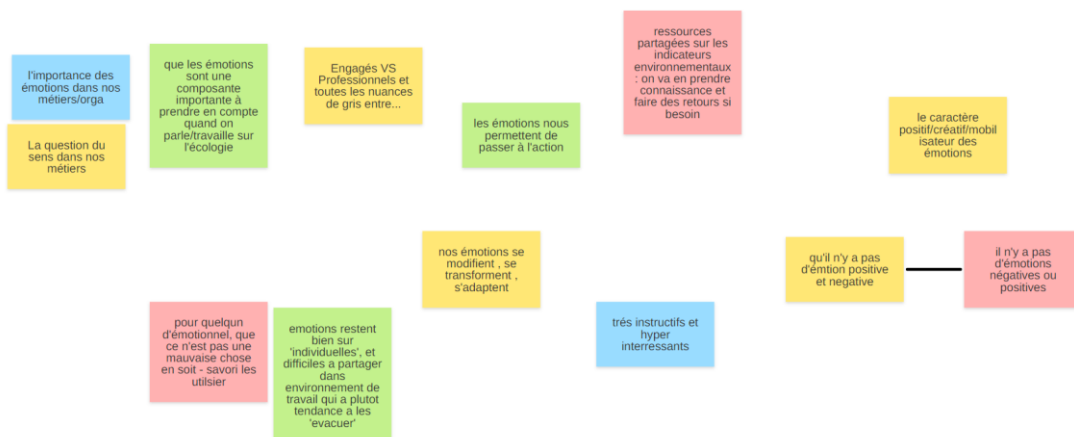 l'importance des
émotions dans nos
métiers/orga
La question du
sens dans nos
métiers
que les émotions
sont une
composante
importante à
prendre en compte
quand on
parle/travaille sur
l'écologie
Engagés VS
Professionnels et
toutes les nuances
de gris entre...
les émotions nous
permettent de
passer à l'action
ressources
partagées sur les
indicateurs
environnementaux
: on va en prendre
connaissance et
faire des retours si
besoin
le caractère
positif/créatif/mobil
isateur des
émotions
nos émotions se
modifient , se
transforment ,
s'adaptent
qu'il n'y a pas
d'émtion positive
et negative
il n'y a pas
d'émotions
négatives ou
positives
pour quelqun
d'émotionnel, que
ce n'est pas une
mauvaise chose
en soit - savori les
utilsier
emotions restent
bien sur
'individuelles', et
difficiles a partager
dans
environnement de
travail qui a plutot
tendance a les
'evacuer'
trés instructifs et
hyper
interressants